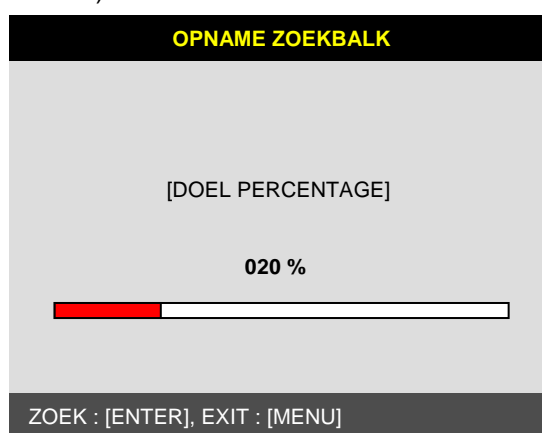 OPNAME ZOEKBALK
[DOEL PERCENTAGE]
020 %
ZOEK : [ENTER], EXIT : [MENU]